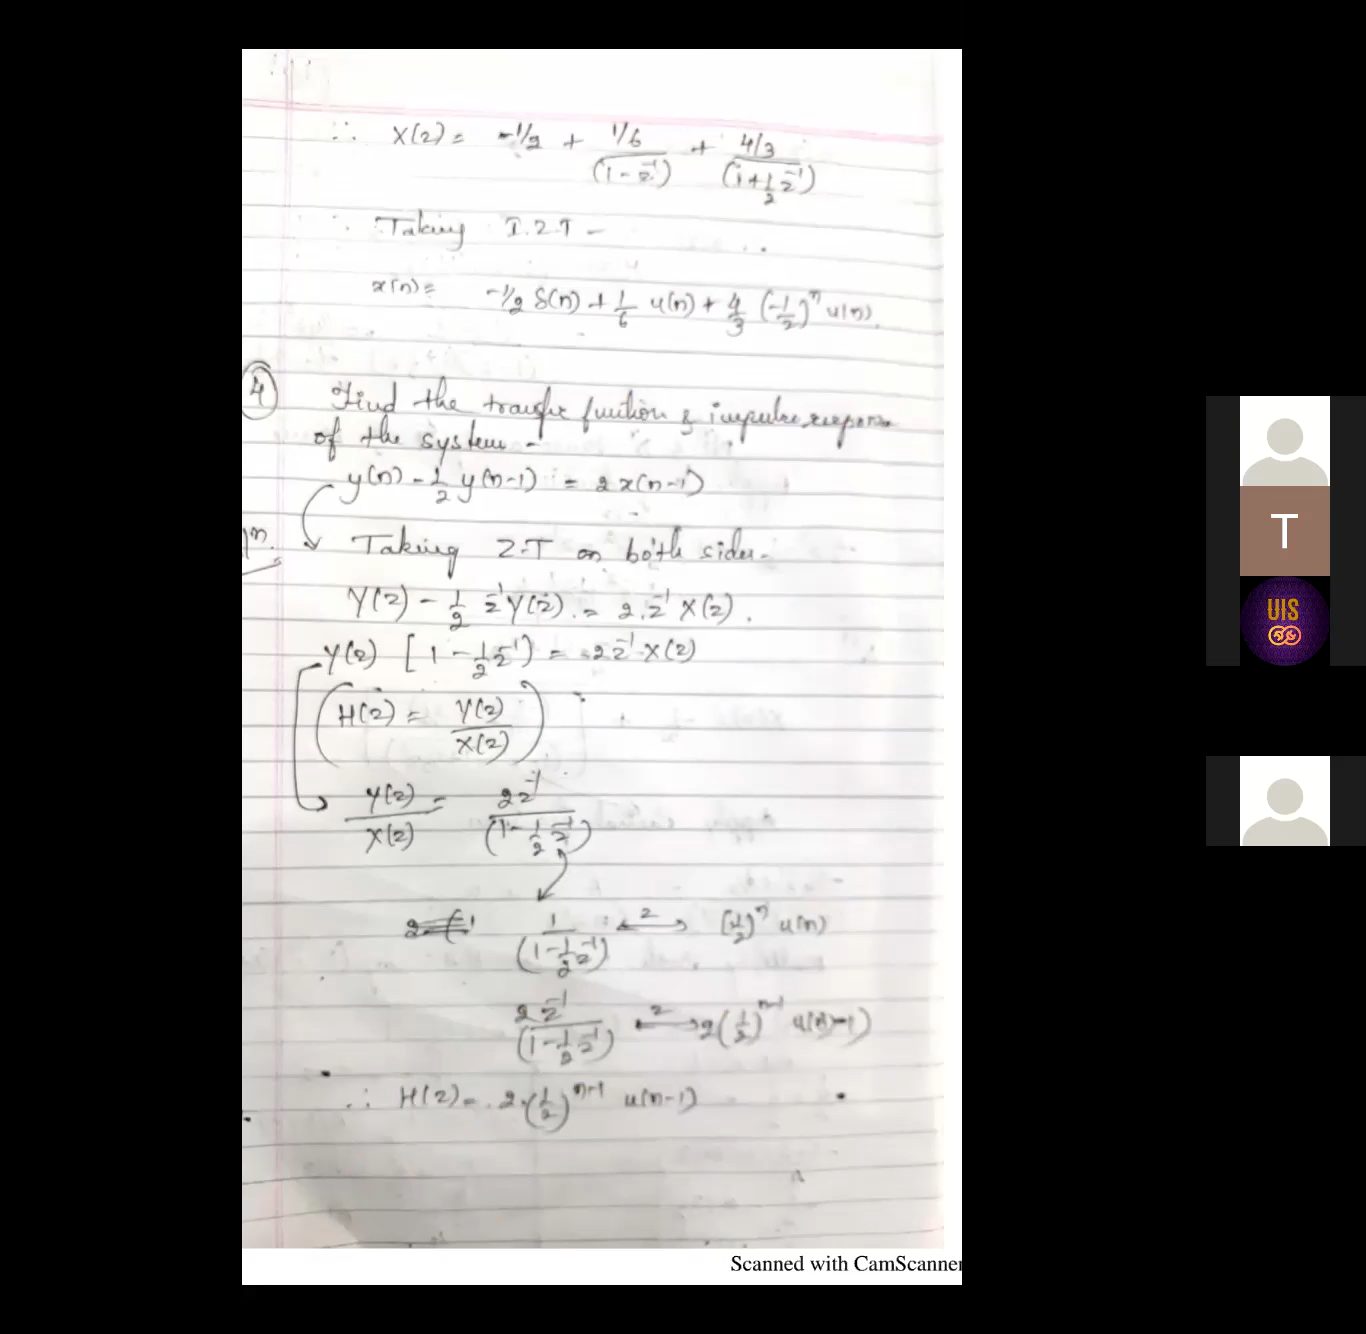 ∴ X(z) = -1/2 + 1/6 / (1 - z⁻¹) + 4/3 / (1 + 1/2 z⁻¹)
∴ Taking I.Z.T -
x(n) = -1/2 δ(n) + 1/6 u(n) + 4/3 (-1/2)ⁿ u(n)
④ Find the transfer function & impulse response
of the system -
y(n) - 1/2 y(n-1) = 2 x(n-1)
Taking Z.T on both sides -
Y(z) - 1/2 z⁻¹ Y(z) = 2.z⁻¹ X(z).
Y(z) [1 - 1/2 z⁻¹) = 2z⁻¹ X(z)
(H(z) = Y(z) / X(z))
Y(z) / X(z) = 2z⁻¹ / (1 - 1/2 z⁻¹)
1 / (1 - 1/2 z⁻¹) ⟷z (1/2)ⁿ u(n)
2z⁻¹ / (1 - 1/2 z⁻¹) ⟷z 2(1/2)ⁿ⁻¹ u(n-1)
∴ H(z) = 2.(1/2)ⁿ⁻¹ u(n-1)
Scanned with CamScanner
T
UIS